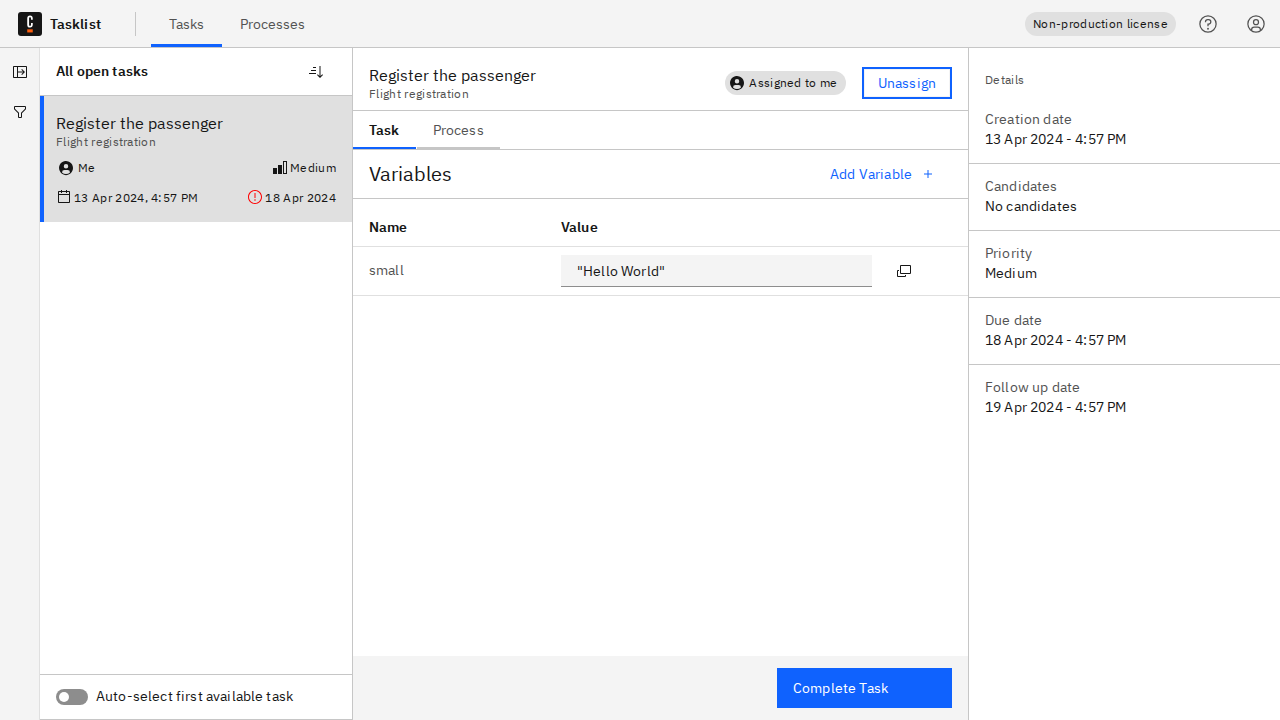 Tasklist
Tasks
Processes
Non-production license
All open tasks
Register the passenger
Flight registration
Me
Medium
13 Apr 2024, 4:57 PM
18 Apr 2024
Auto-select first available task
Register the passenger
Flight registration
Assigned to me
Unassign
Task
Process
Variables
Add Variable +
Name
Value
small
"Hello World"
Complete Task
Details
Creation date
13 Apr 2024 - 4:57 PM
Candidates
No candidates
Priority
Medium
Due date
18 Apr 2024 - 4:57 PM
Follow up date
19 Apr 2024 - 4:57 PM